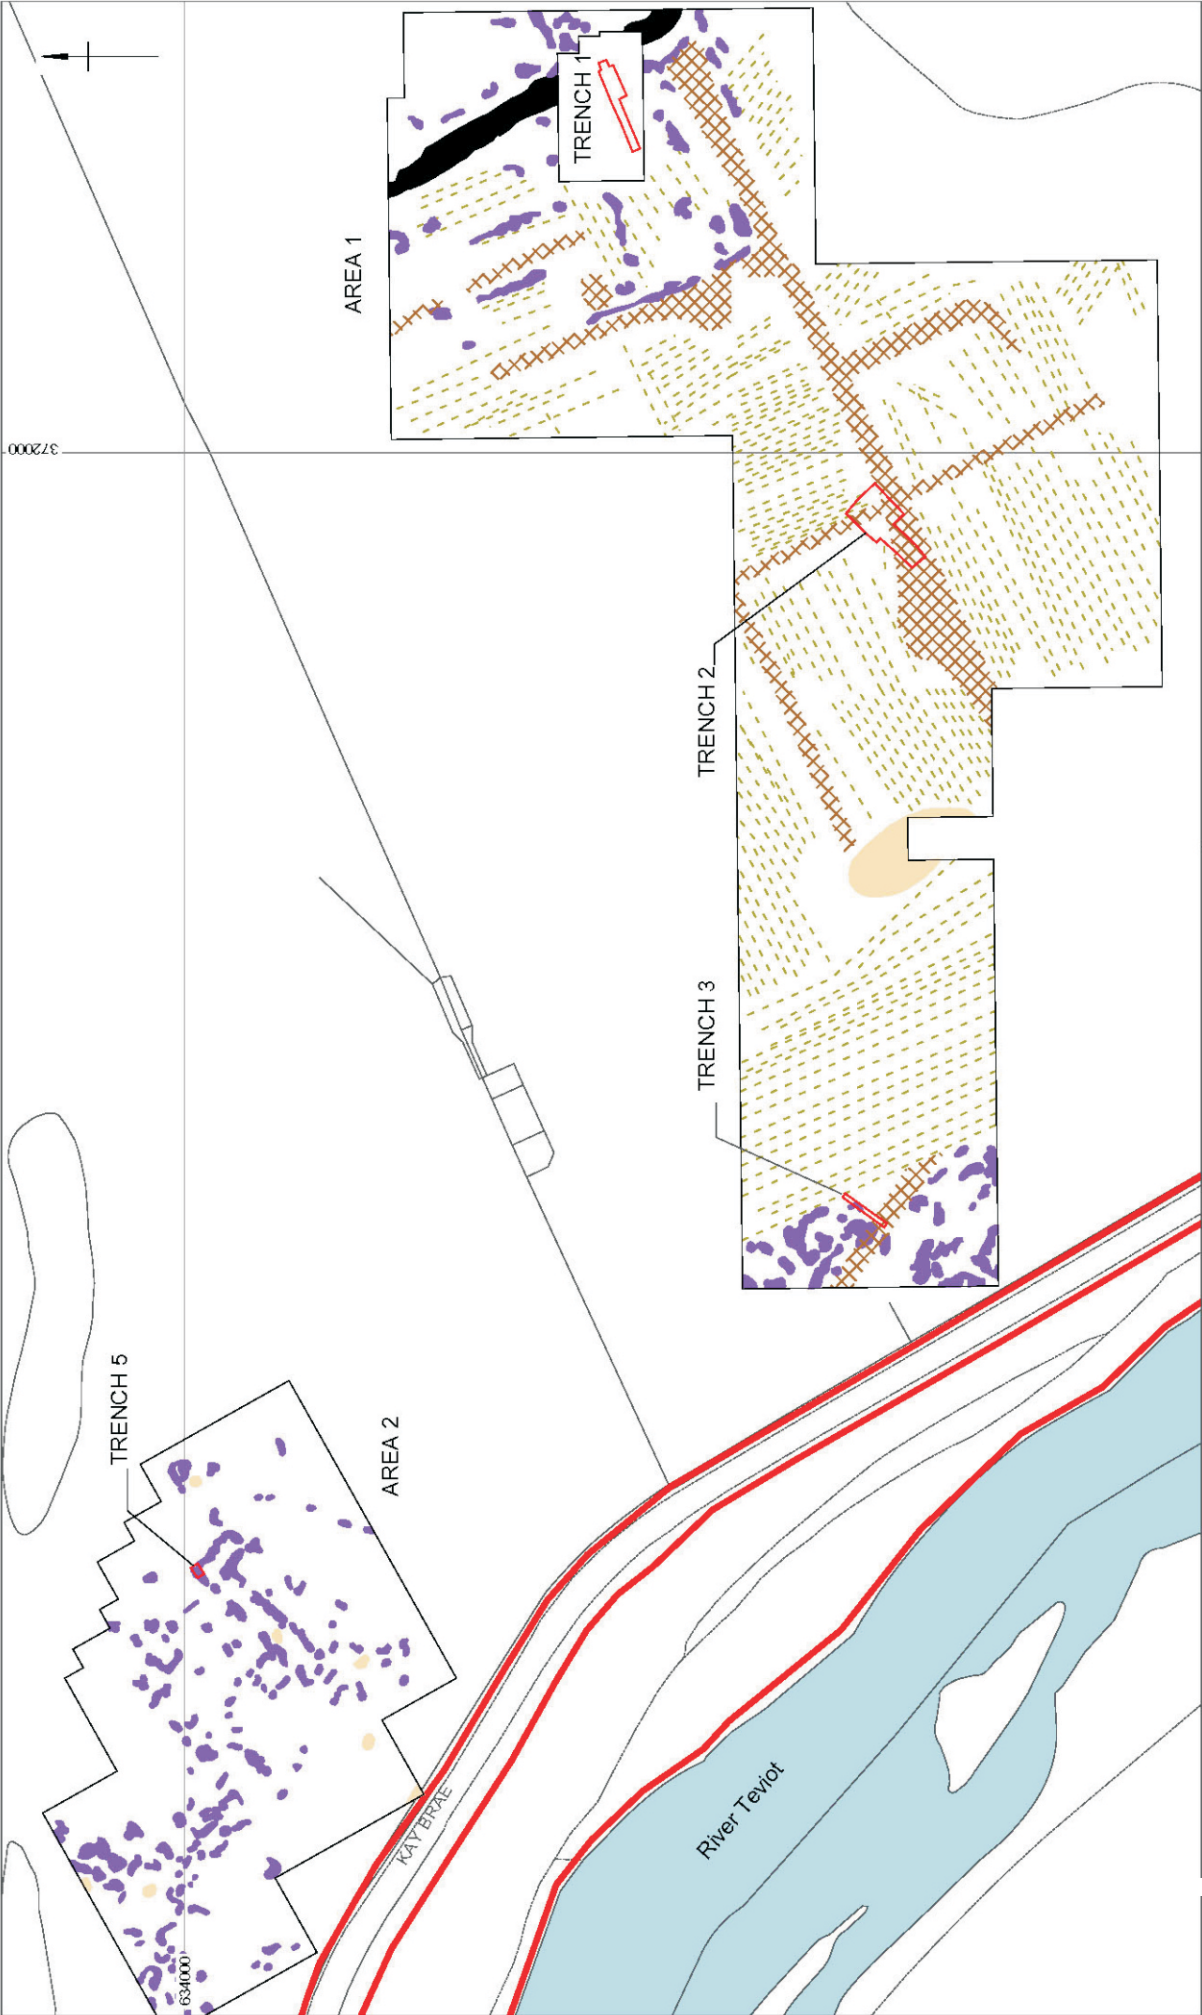 TRENCH 1
AREA 1
372000
TRENCH 2
TRENCH 3
TRENCH 5
AREA 2
KAY BRAE
River Teviot
634000